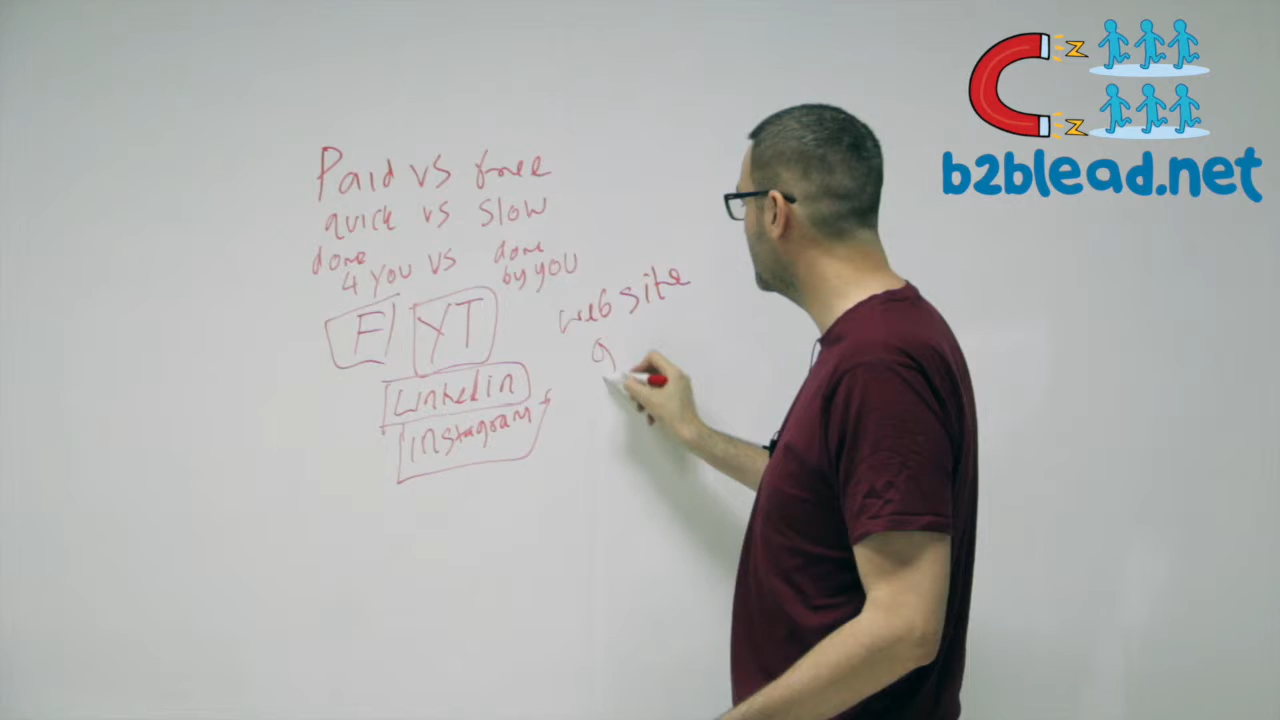 Paid vs free
quick vs slow
done 4 you vs done by you
F YT
Linkedin
instagram
website
b2blead.net